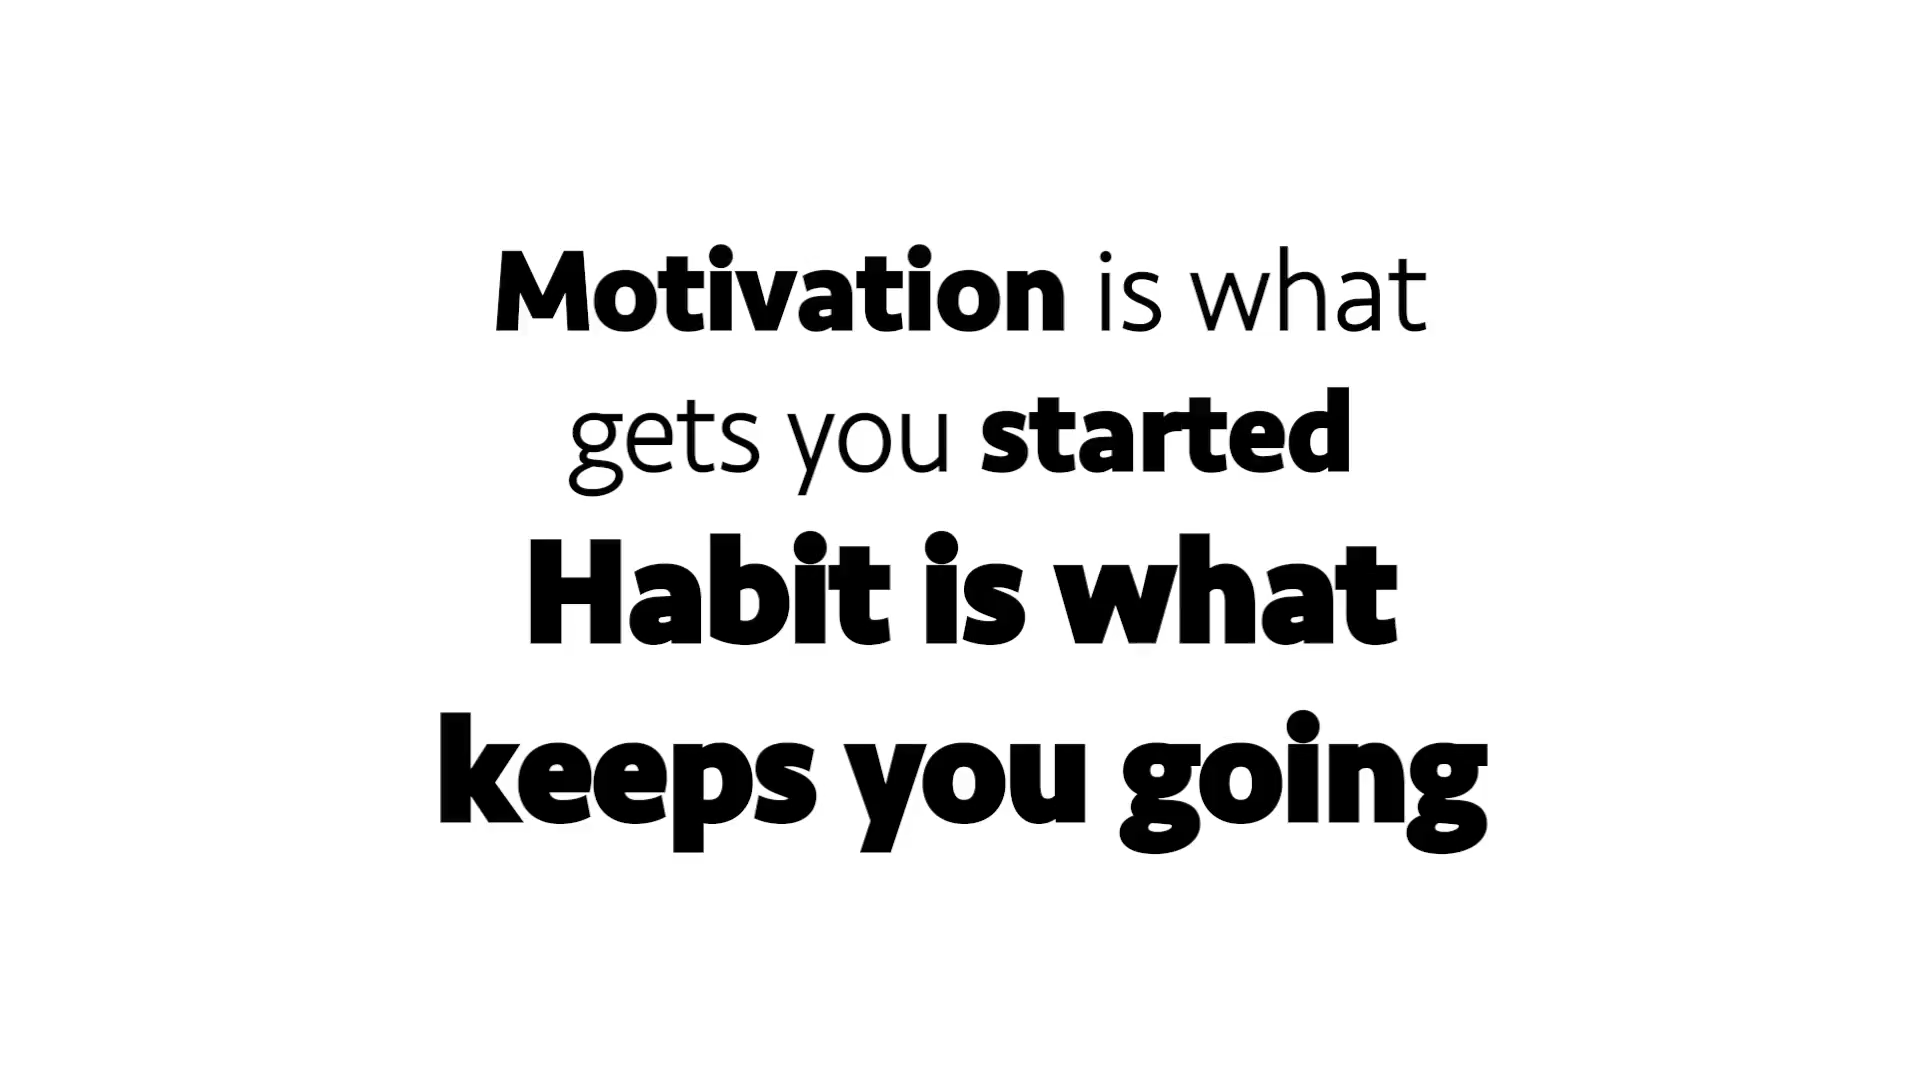 Motivation is what
gets you started
Habit is what
keeps you going